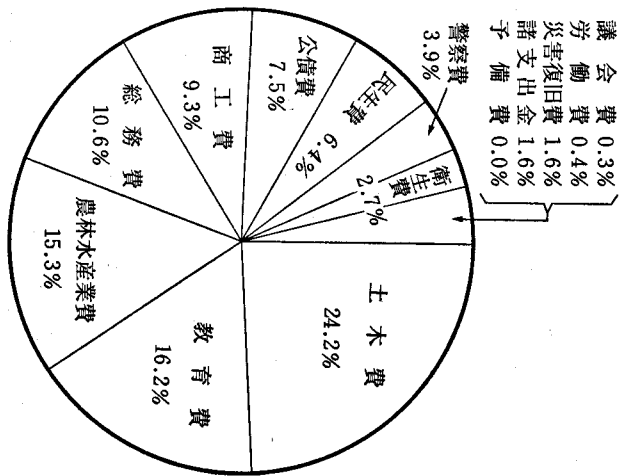 議会費 0.3%
労働費 0.4%
災害復旧費 1.6%
諸支出金 1.6%
予備費 0.0%
警察費
3.9%
衛生費
2.7%
民生費
6.4%
公債費
7.5%
商工費
9.3%
総務費
10.6%
農林水産業費
15.3%
教育費
16.2%
土木費
24.2%